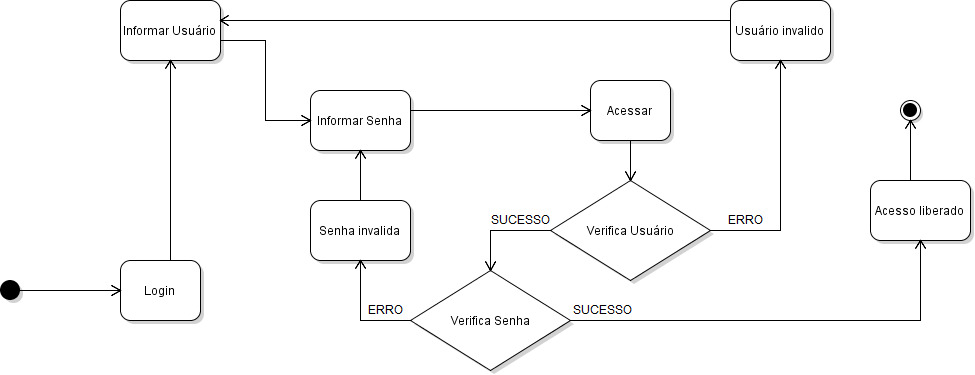 Informar Usuário
Usuário invalido
Informar Senha
Acessar
Acesso liberado
SUCESSO
ERRO
Senha invalida
Verifica Usuário
Login
ERRO
Verifica Senha
SUCESSO